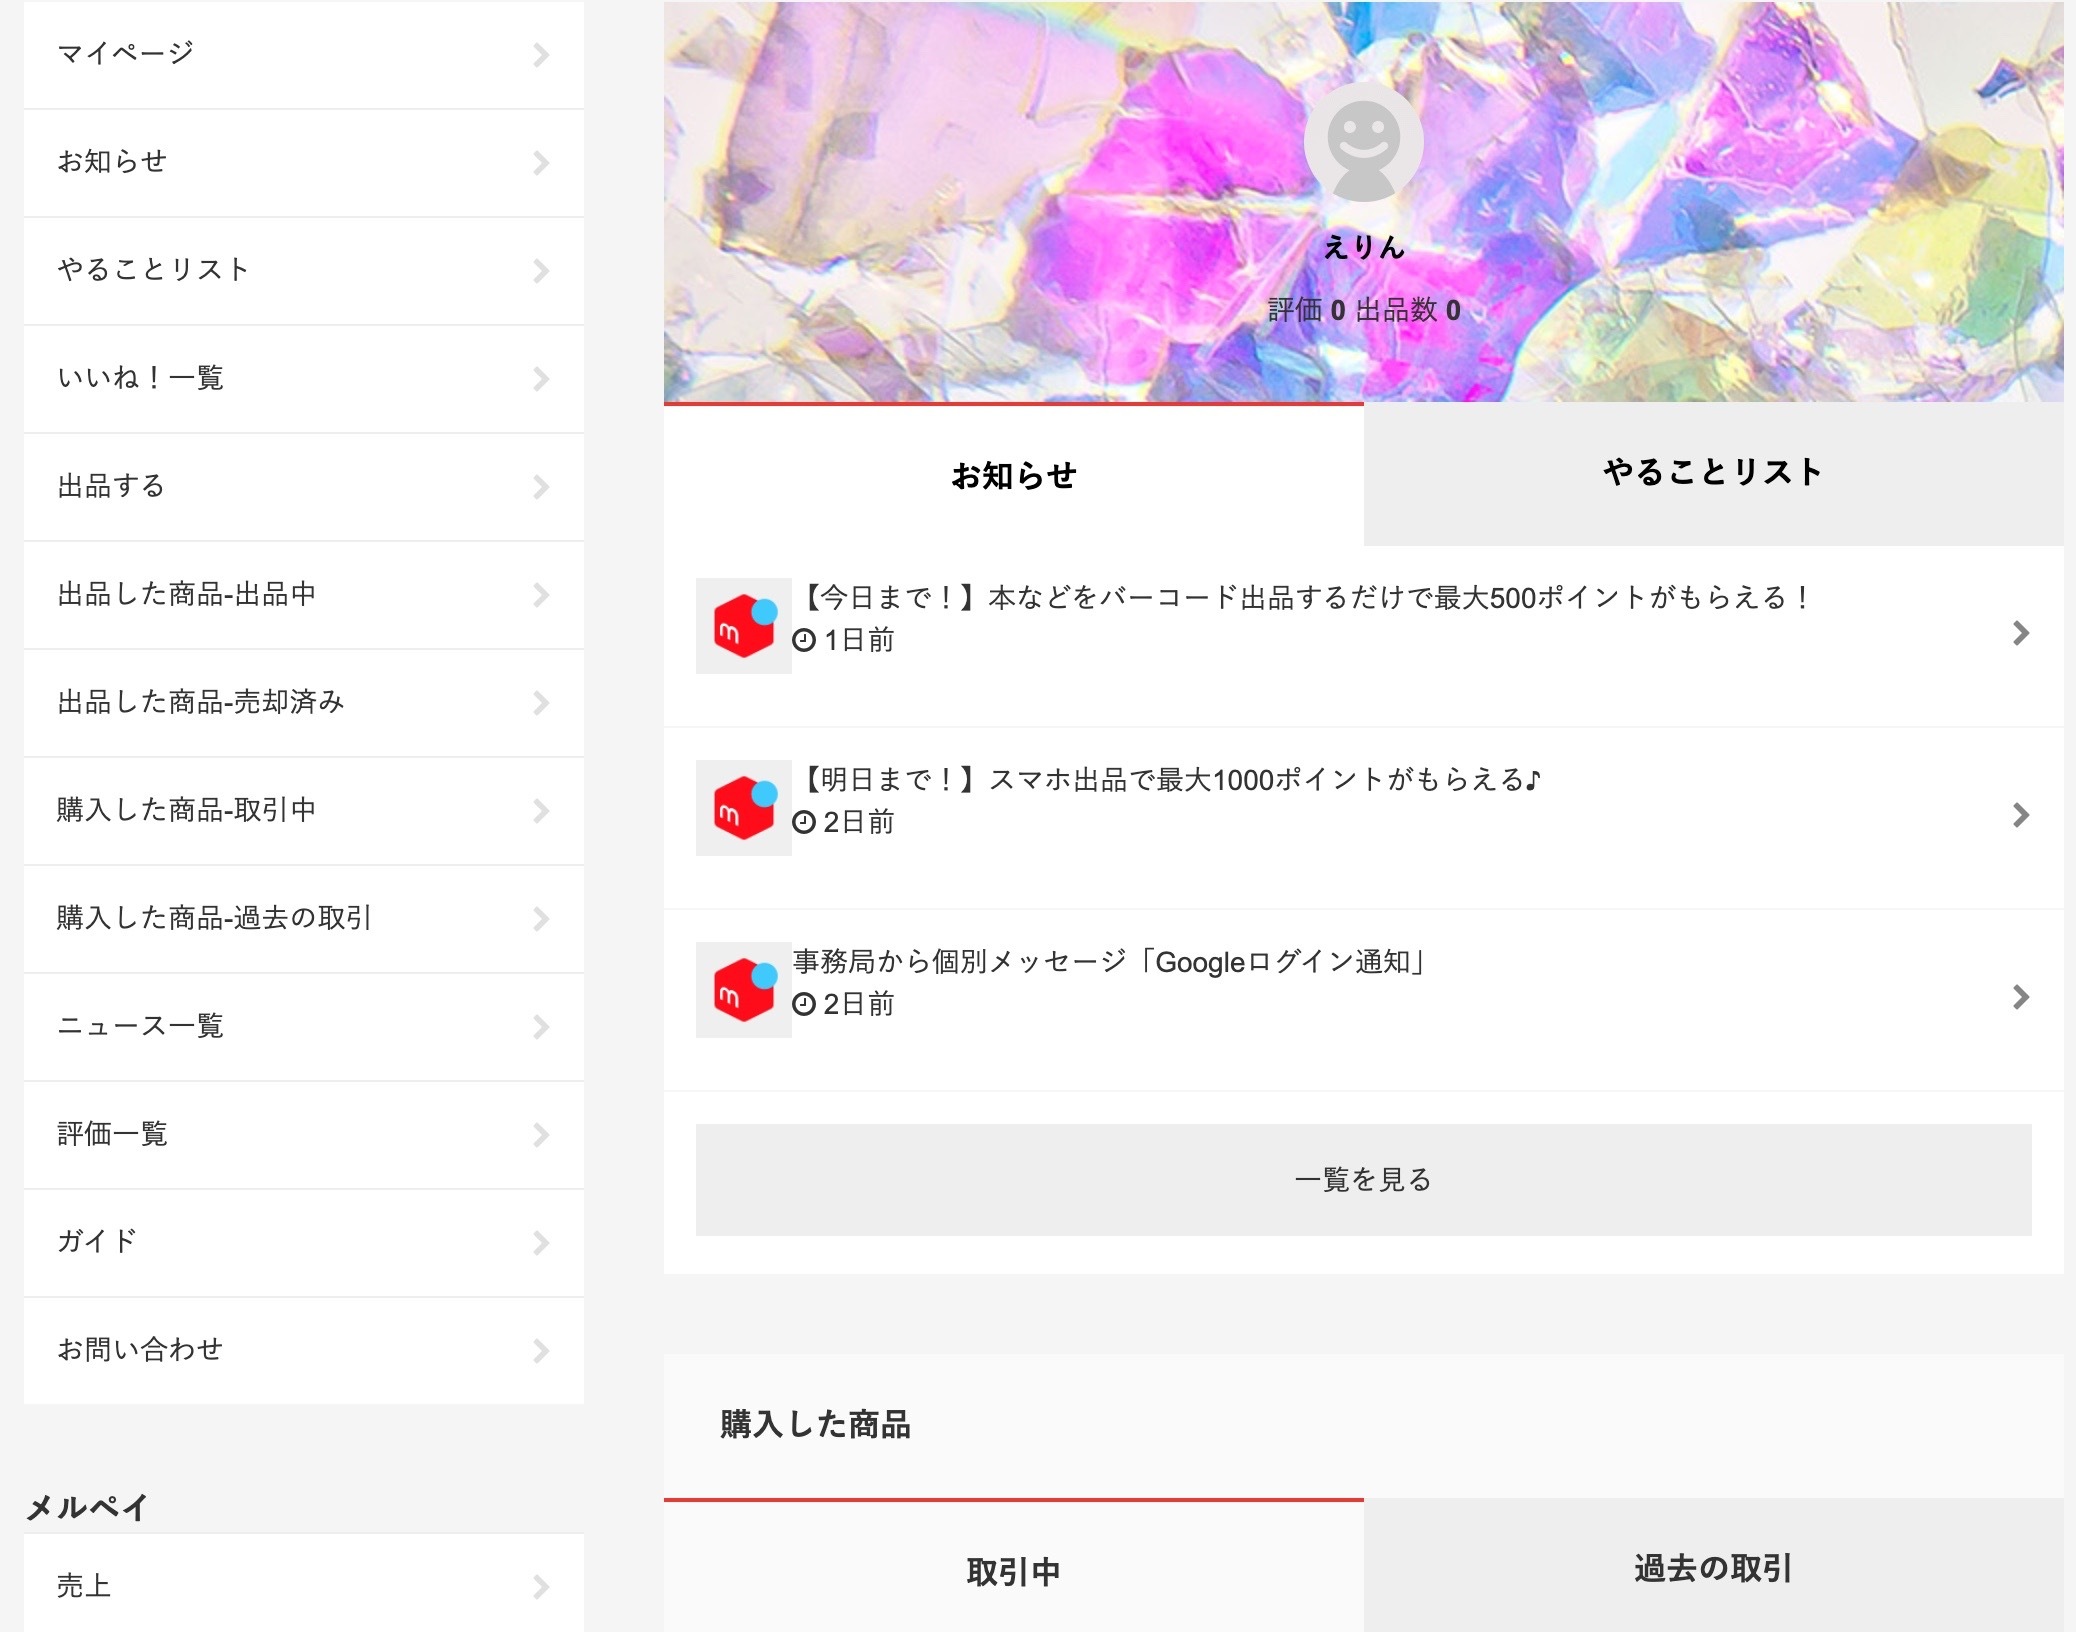 マイページ
お知らせ
やることリスト
いいね！一覧
出品する
出品した商品-出品中
出品した商品-売却済み
購入した商品-取引中
購入した商品-過去の取引
ニュース一覧
評価一覧
ガイド
お問い合わせ
メルペイ
売上
えりん
評価 0 出品数 0
お知らせ
やることリスト
【今日まで！】本などをバーコード出品するだけで最大500ポイントがもらえる！
1日前
【明日まで！】スマホ出品で最大1000ポイントがもらえる♪
2日前
事務局から個別メッセージ「Googleログイン通知」
2日前
一覧を見る
購入した商品
取引中
過去の取引